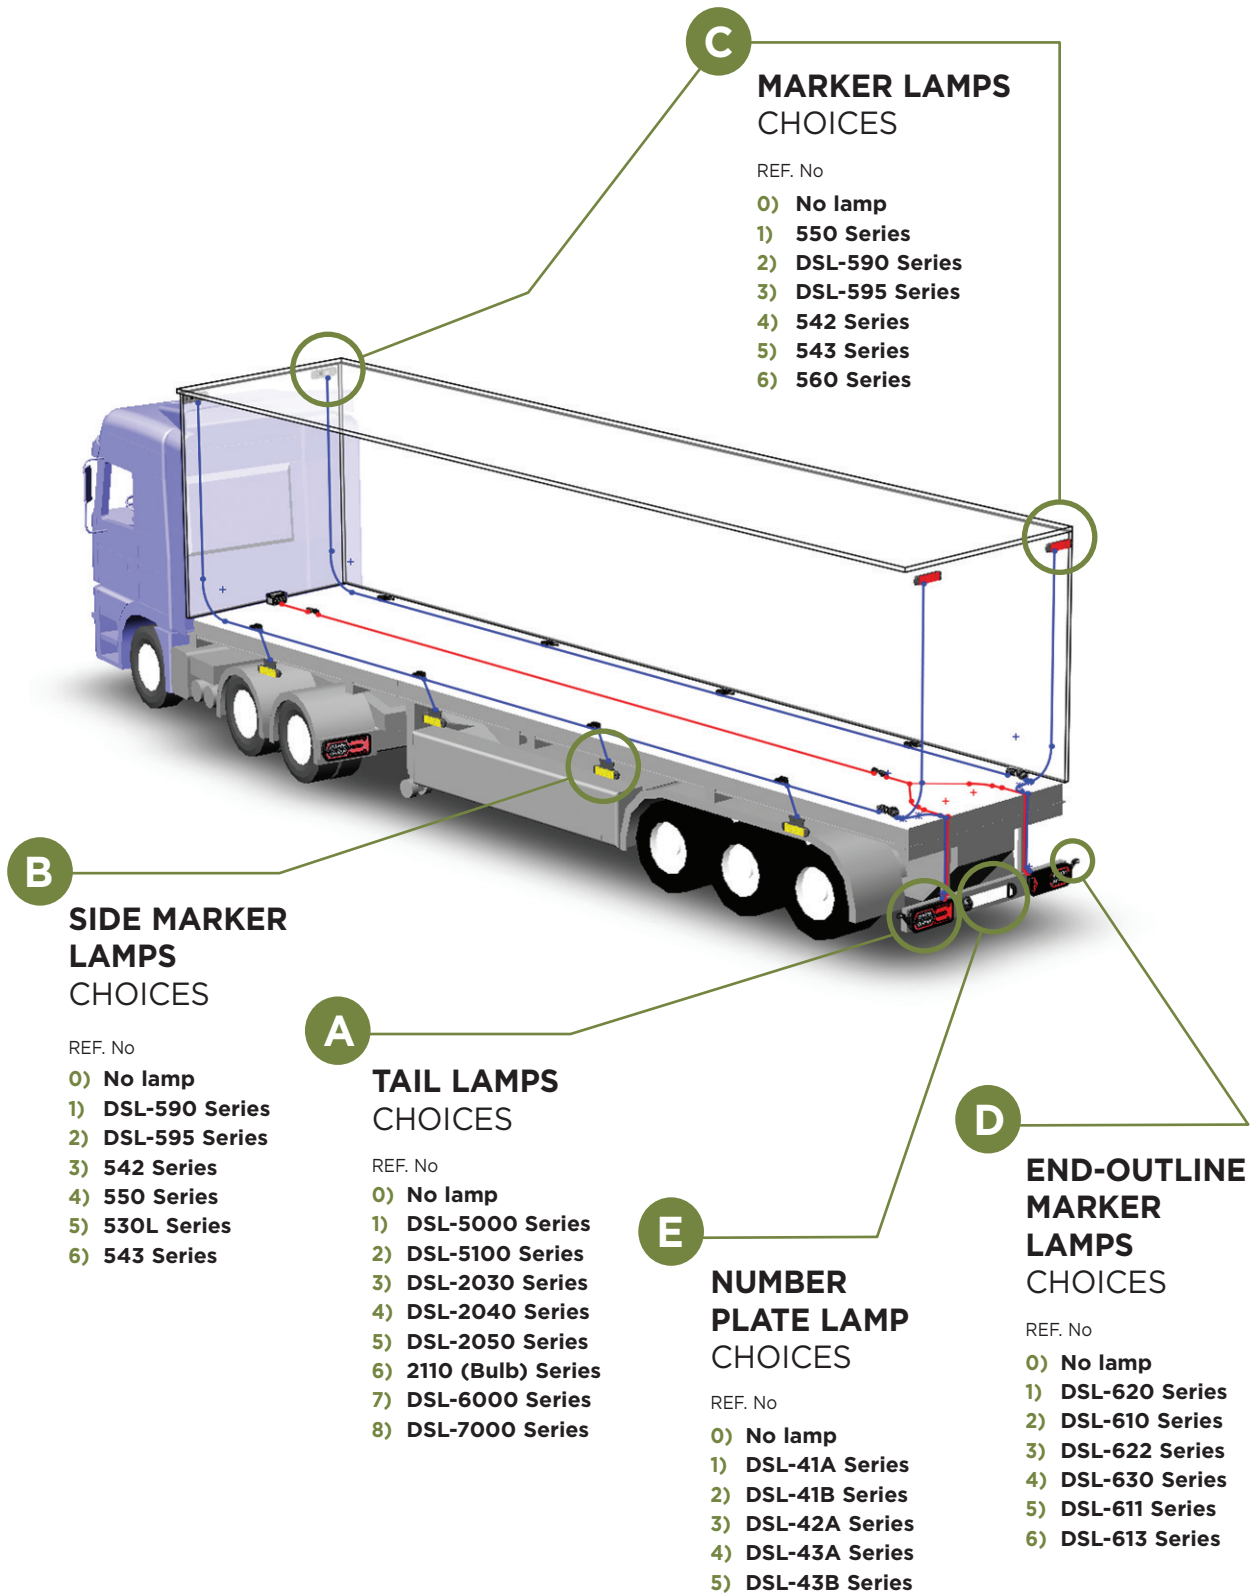 C
MARKER LAMPS
CHOICES
REF. No
0) No lamp
1) 550 Series
2) DSL-590 Series
3) DSL-595 Series
4) 542 Series
5) 543 Series
6) 560 Series
B
SIDE MARKER
LAMPS
CHOICES
REF. No
0) No lamp
1) DSL-590 Series
2) DSL-595 Series
3) 542 Series
4) 550 Series
5) 530L Series
6) 543 Series
A
TAIL LAMPS
CHOICES
REF. No
0) No lamp
1) DSL-5000 Series
2) DSL-5100 Series
3) DSL-2030 Series
4) DSL-2040 Series
5) DSL-2050 Series
6) 2110 (Bulb) Series
7) DSL-6000 Series
8) DSL-7000 Series
E
NUMBER
PLATE LAMP
CHOICES
REF. No
0) No lamp
1) DSL-41A Series
2) DSL-41B Series
3) DSL-42A Series
4) DSL-43A Series
5) DSL-43B Series
D
END-OUTLINE
MARKER
LAMPS
CHOICES
REF. No
0) No lamp
1) DSL-620 Series
2) DSL-610 Series
3) DSL-622 Series
4) DSL-630 Series
5) DSL-611 Series
6) DSL-613 Series